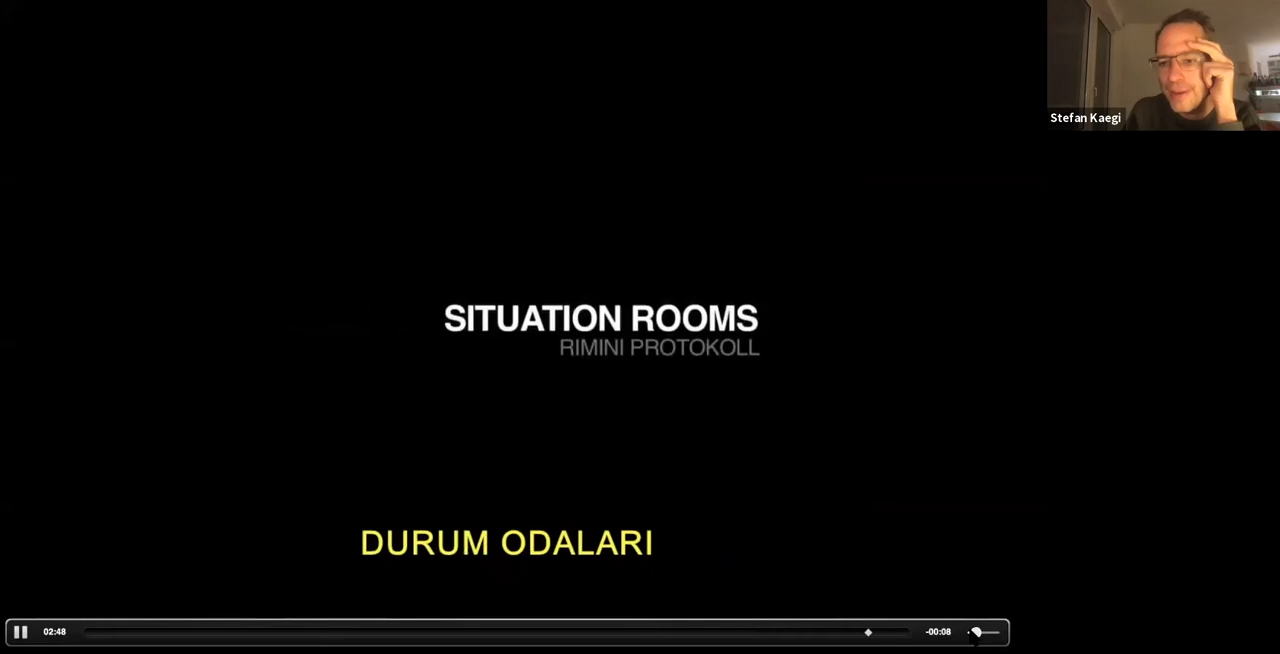 Stefan Kaegi
SITUATION ROOMS
RIMINI PROTOKOLL
DURUM ODALARI
02:48
-00:08